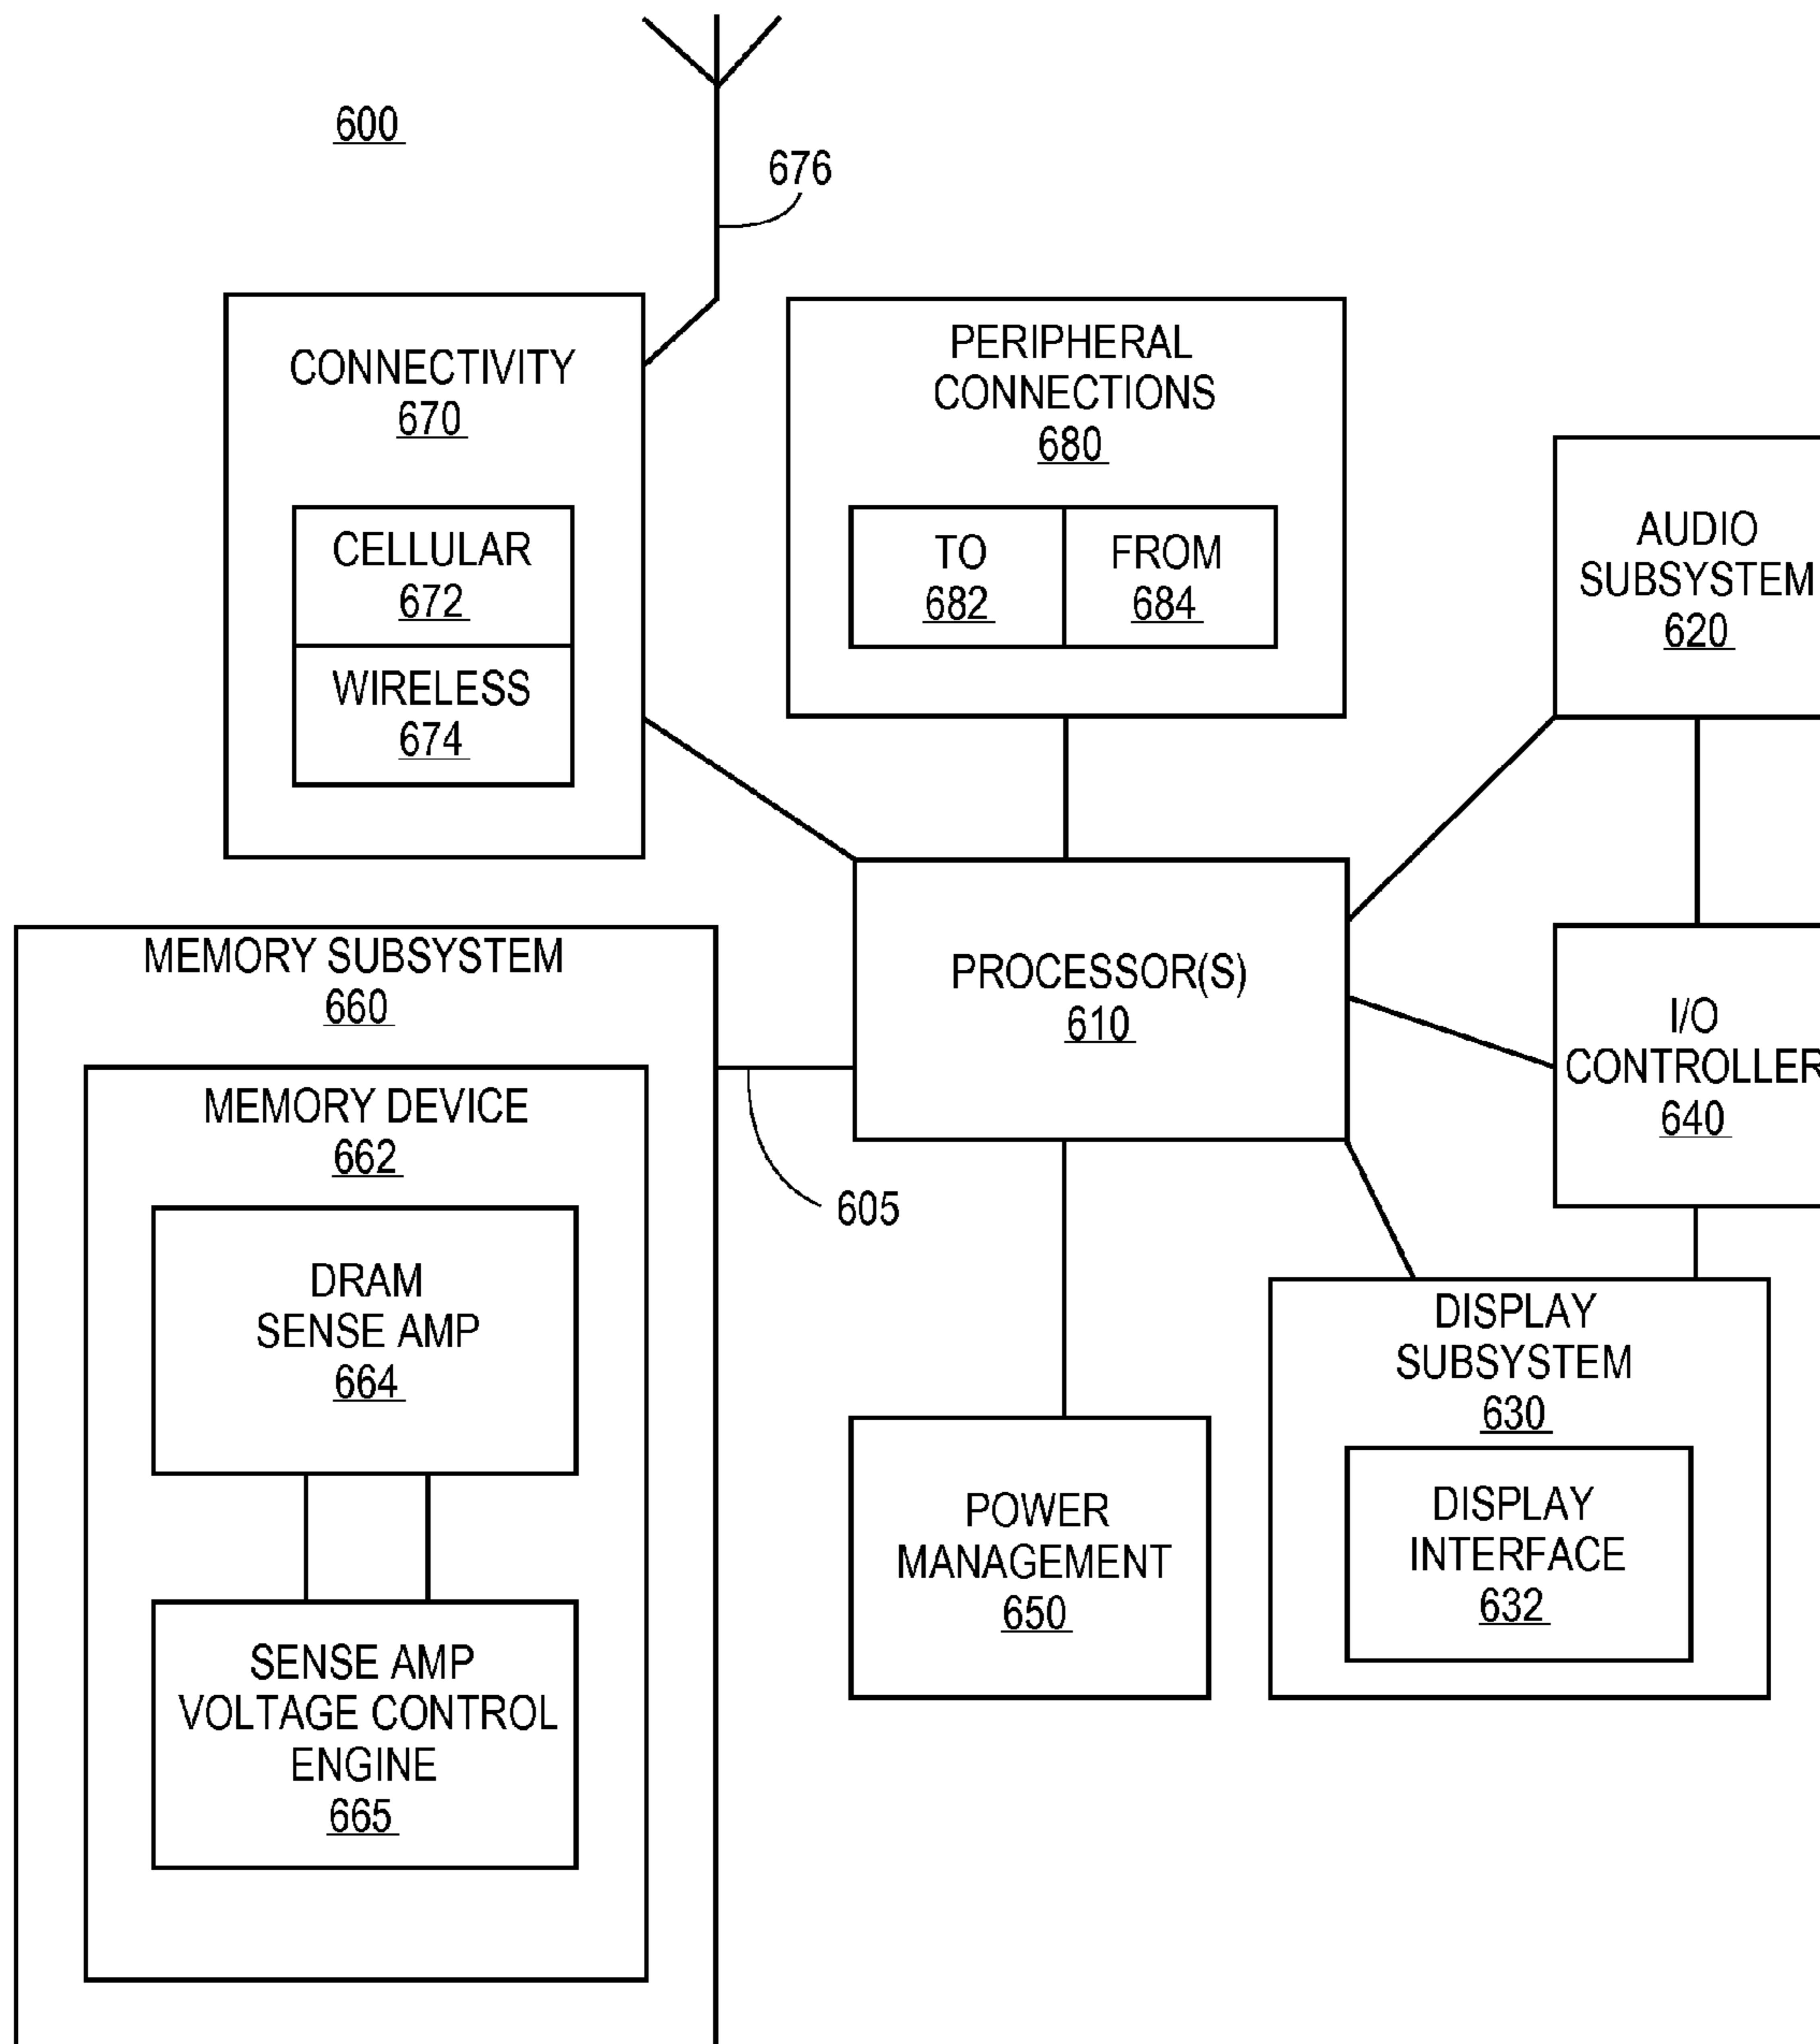 600
676
CONNECTIVITY
670
CELLULAR
672
WIRELESS
674
PERIPHERAL
CONNECTIONS
680
TO
682
FROM
684
AUDIO
SUBSYSTEM
620
PROCESSOR(S)
610
I/O
CONTROLLER
640
605
MEMORY SUBSYSTEM
660
MEMORY DEVICE
662
DRAM
SENSE AMP
664
SENSE AMP
VOLTAGE CONTROL
ENGINE
665
POWER
MANAGEMENT
650
DISPLAY
SUBSYSTEM
630
DISPLAY
INTERFACE
632